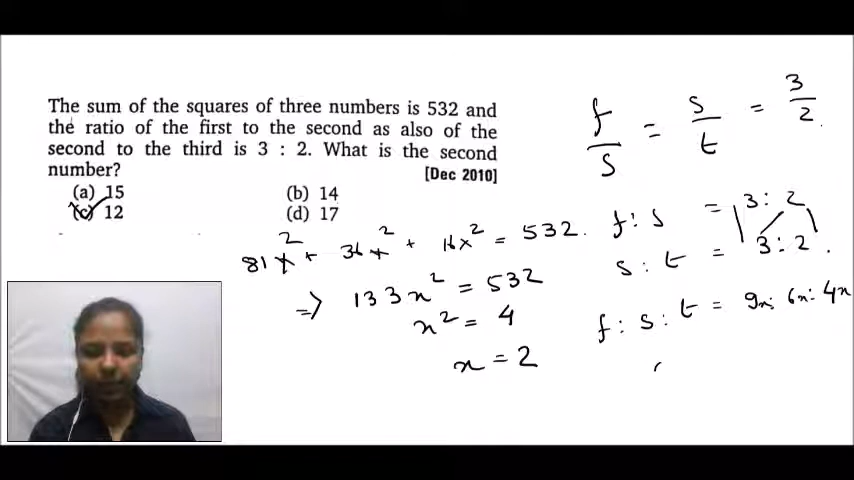 The sum of the squares of three numbers is 532 and
the ratio of the first to the second as also of the
second to the third is 3 : 2. What is the second
number? [Dec 2010]
(a) 15 (b) 14
(c) 12 (d) 17
f/s = s/t = 3/2
f : s = 3 : 2
s : t = 3 : 2
f : s : t = 9x : 6x : 4x
81x² + 36x² + 16x² = 532
=> 133x² = 532
x² = 4
x = 2